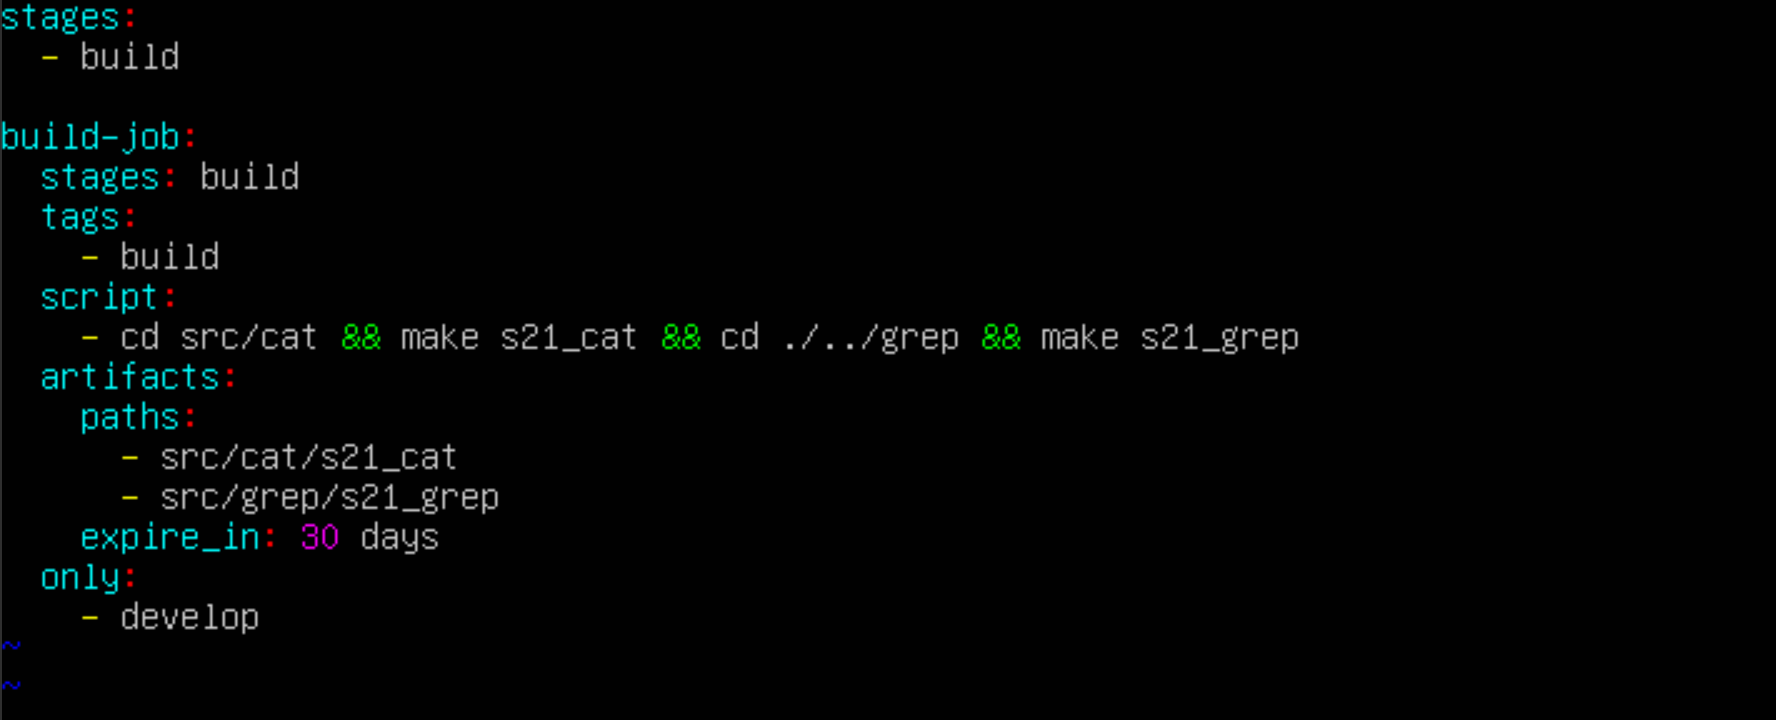 stages:
  - build

build-job:
  stages: build
  tags:
    - build
  script:
    - cd src/cat && make s21_cat && cd ./../grep && make s21_grep
  artifacts:
    paths:
      - src/cat/s21_cat
      - src/grep/s21_grep
    expire_in: 30 days
  only:
    - develop
~
~